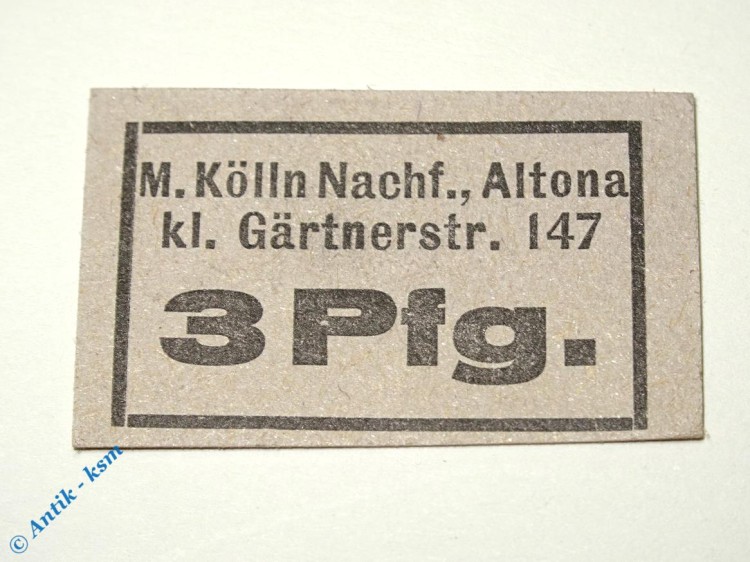 M. Kölln Nachf., Altona
kl. Gärtnerstr. 147
3 Pfg.
© Antik - ksm